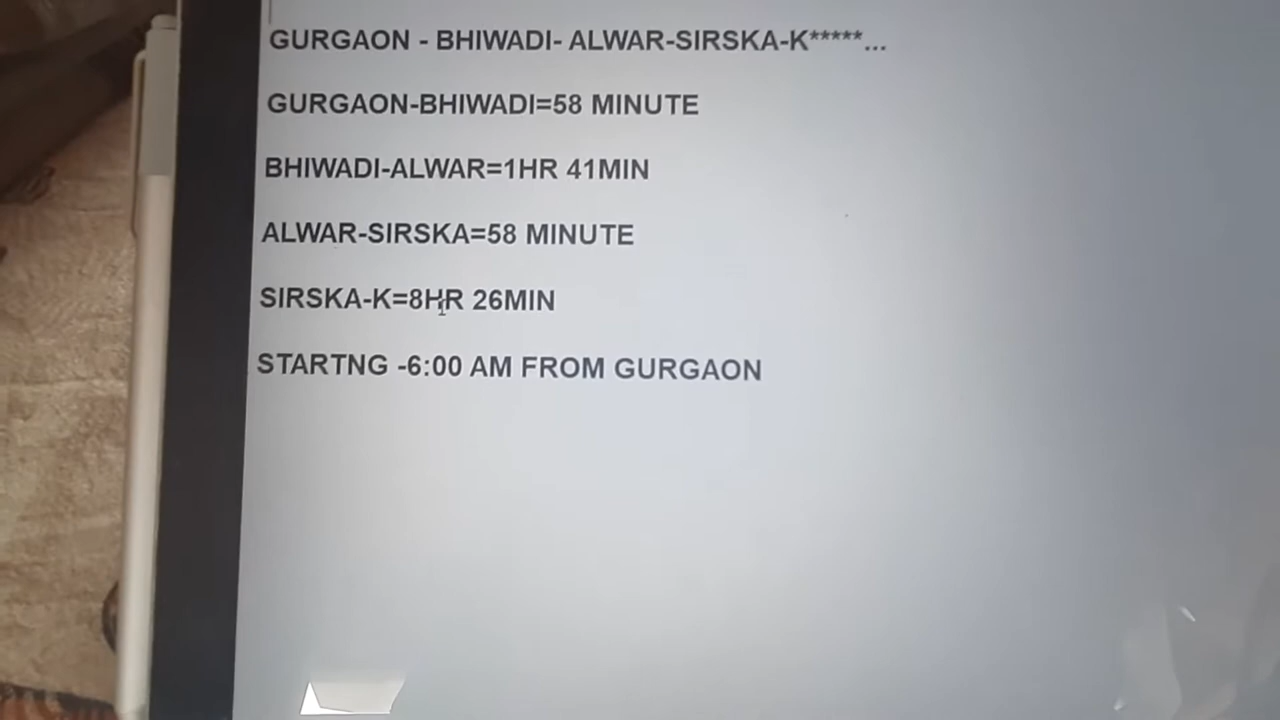 GURGAON - BHIWADI- ALWAR-SIRSKA-K*****...
GURGAON-BHIWADI=58 MINUTE
BHIWADI-ALWAR=1HR 41MIN
ALWAR-SIRSKA=58 MINUTE
SIRSKA-K=8HR 26MIN
STARTNG -6:00 AM FROM GURGAON